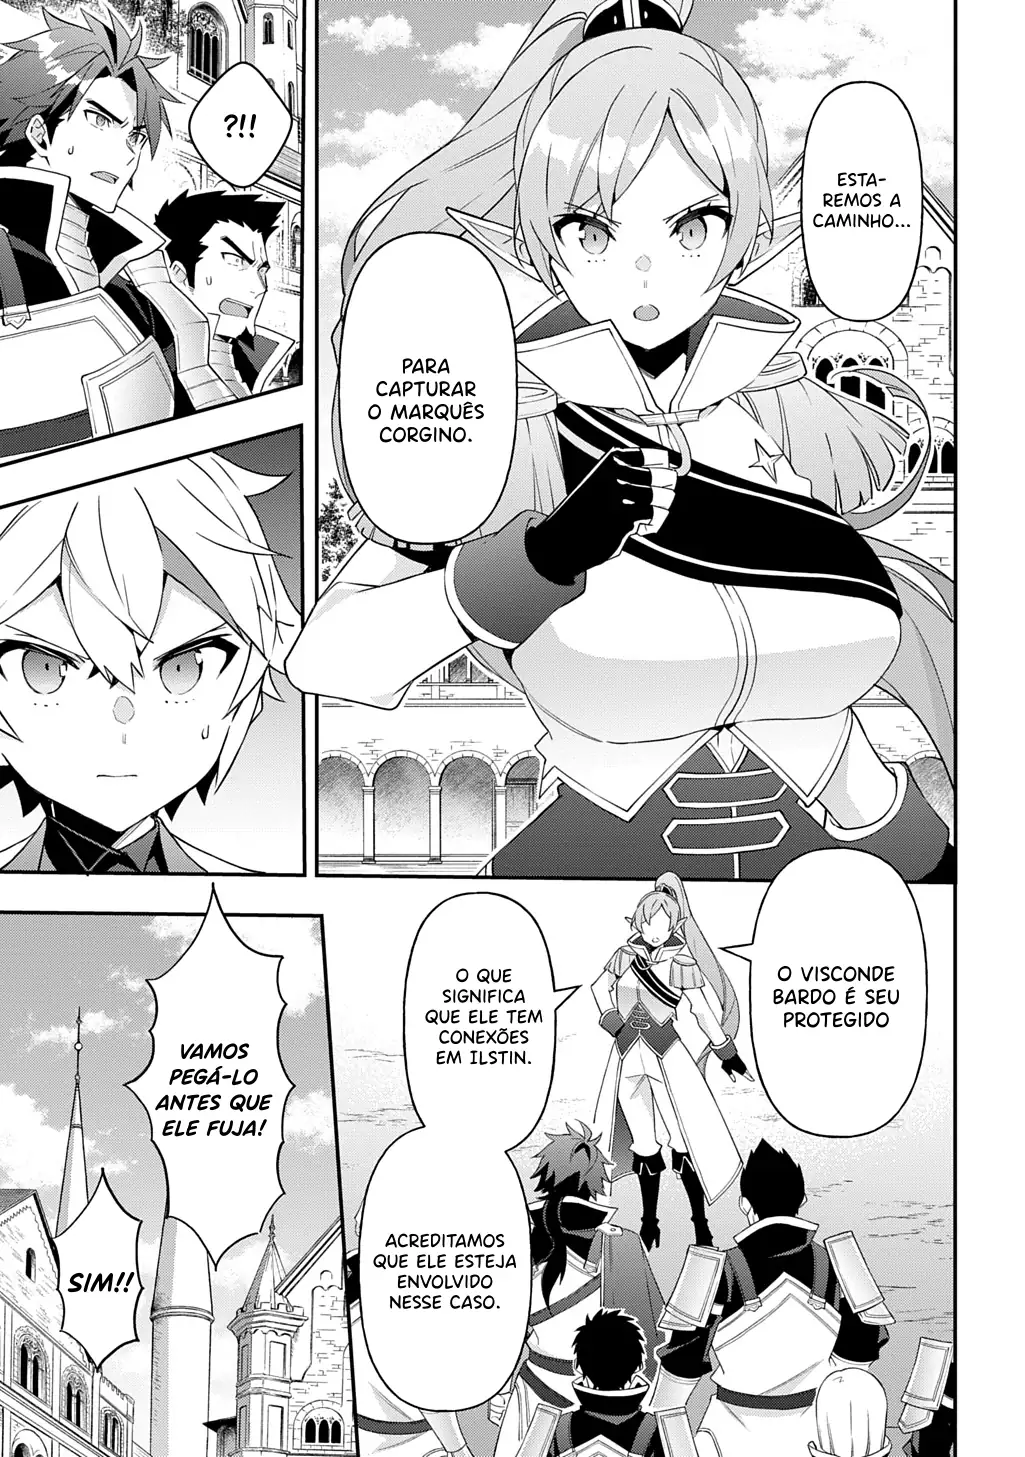 ESTA-
REMOS A
CAMINHO...
PARA
CAPTURAR
O MARQUÊS
CORGINO.
?!!
O VISCONDE
BARDO É SEU
PROTEGIDO
O QUE
SIGNIFICA
QUE ELE TEM
CONEXÕES
EM ILSTIN.
ACREDITAMOS
QUE ELE ESTEJA
ENVOLVIDO
NESSE CASO.
VAMOS
PEGÁ-LO
ANTES QUE
ELE FUJA!
SIM!!